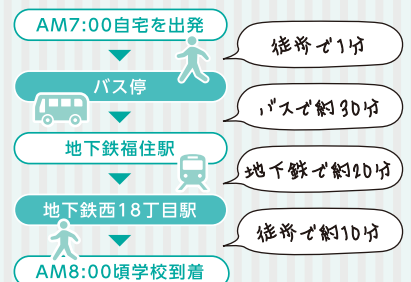 AM7:00自宅を出発
徒歩で1分
バス停
バスで約30分
地下鉄福住駅
地下鉄で約20分
地下鉄西18丁目駅
徒歩で約10分
AM8:00頃学校到着